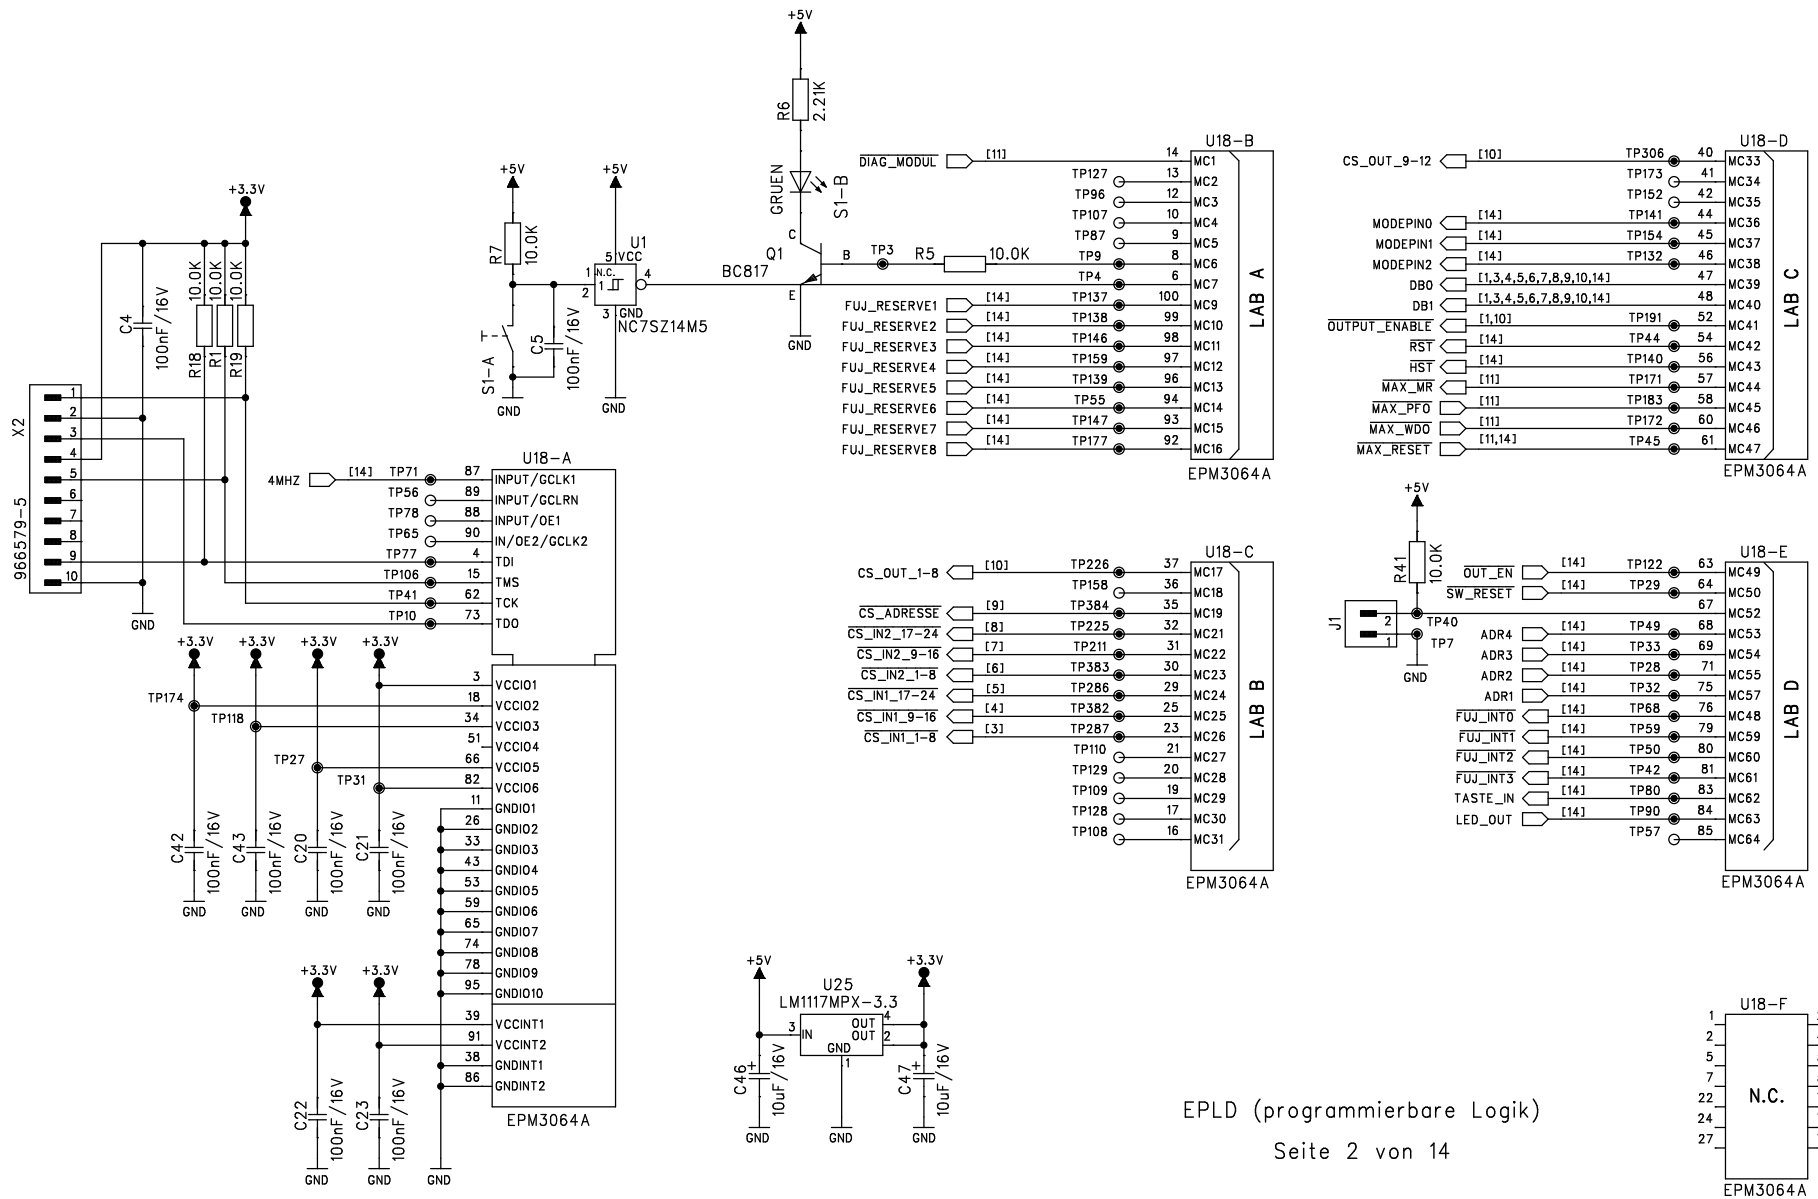 +5V
R6
2.21K
GRUEN
S1-B
C
Q1
BC817
B
E
TP3
R5
10.0K
GND
+5V
R7
10.0K
S1-A
C5
100nF/16V
GND
+5V
U1
5
VCC
1
N.C.
2
1
4
3
GND
NC7SZ14M5
GND
+3.3V
C4
100nF/16V
R18
10.0K
R1
10.0K
R19
10.0K
X2
966579-5
1
2
3
4
5
6
7
8
9
10
GND
U18-A
4MHZ [14] TP71 87 INPUT/GCLK1
TP56 89 INPUT/GCLRN
TP78 88 INPUT/OE1
TP65 90 IN/OE2/GCLK2
TP77 4 TDI
TP106 15 TMS
TP41 62 TCK
TP10 73 TDO
+3.3V +3.3V +3.3V +3.3V
3 VCCIO1
TP174 18 VCCIO2
TP118 34 VCCIO3
51 VCCIO4
TP27 66 VCCIO5
TP31 82 VCCIO6
11 GNDIO1
26 GNDIO2
33 GNDIO3
43 GNDIO4
53 GNDIO5
59 GNDIO6
65 GNDIO7
74 GNDIO8
78 GNDIO9
95 GNDIO10
39 VCCINT1
91 VCCINT2
38 GNDINT1
86 GNDINT2
EPM3064A
C42
100nF/16V
C43
100nF/16V
C20
100nF/16V
C21
100nF/16V
GND GND GND GND
+3.3V +3.3V
C22
100nF/16V
C23
100nF/16V
GND GND GND
+5V +3.3V
U25
LM1117MPX-3.3
3 IN OUT 4
OUT 2
GND
1
C46
+
10uF/16V
C47
+
10uF/16V
GND GND GND
U18-B
DIAG_MODUL [11] 14 MC1
TP127 13 MC2
TP96 12 MC3
TP107 10 MC4
TP87 9 MC5
TP9 8 MC6
TP4 6 MC7
FUJ_RESERVE1 [14] TP137 100 MC9
FUJ_RESERVE2 [14] TP138 99 MC10
FUJ_RESERVE3 [14] TP146 98 MC11
FUJ_RESERVE4 [14] TP159 97 MC12
FUJ_RESERVE5 [14] TP139 96 MC13
FUJ_RESERVE6 [14] TP55 94 MC14
FUJ_RESERVE7 [14] TP147 93 MC15
FUJ_RESERVE8 [14] TP177 92 MC16
LAB A
EPM3064A
U18-C
CS_OUT_1-8 [10] TP226 37 MC17
TP158 36 MC18
CS_ADRESSE [9] TP384 35 MC19
CS_IN2_17-24 [8] TP225 32 MC21
CS_IN2_9-16 [7] TP211 31 MC22
CS_IN2_1-8 [6] TP383 30 MC23
CS_IN1_17-24 [5] TP286 29 MC24
CS_IN1_9-16 [4] TP382 25 MC25
CS_IN1_1-8 [3] TP287 23 MC26
TP110 21 MC27
TP129 20 MC28
TP109 19 MC29
TP128 17 MC30
TP108 16 MC31
LAB B
EPM3064A
U18-D
CS_OUT_9-12 [10] TP306 40 MC33
TP173 41 MC34
TP152 42 MC35
MODEPIN0 [14] TP141 44 MC36
MODEPIN1 [14] TP154 45 MC37
MODEPIN2 [14] TP132 46 MC38
DB0 [1,3,4,5,6,7,8,9,10,14] 47 MC39
DB1 [1,3,4,5,6,7,8,9,10,14] 48 MC40
OUTPUT_ENABLE [1,10] TP191 52 MC41
RST [14] TP44 54 MC42
HST [14] TP140 56 MC43
MAX_MR [11] TP171 57 MC44
MAX_PFO [11] TP183 58 MC45
MAX_WDO [11] TP172 60 MC46
MAX_RESET [11,14] TP45 61 MC47
LAB C
EPM3064A
+5V
R41
10.0K
J1
2
1
TP40
TP7
GND
U18-E
OUT_EN [14] TP122 63 MC49
SW_RESET [14] TP29 64 MC50
67 MC52
ADR4 [14] TP49 68 MC53
ADR3 [14] TP33 69 MC54
ADR2 [14] TP28 71 MC55
ADR1 [14] TP32 75 MC57
FUJ_INT0 [14] TP68 76 MC48
FUJ_INT1 [14] TP59 79 MC59
FUJ_INT2 [14] TP50 80 MC60
FUJ_INT3 [14] TP42 81 MC61
TASTE_IN [14] TP80 83 MC62
LED_OUT [14] TP90 84 MC63
TP57 85 MC64
LAB D
EPM3064A
U18-F
1
2
5
7
22
24
27
N.C.
EPM3064A
EPLD (programmierbare Logik)
Seite 2 von 14